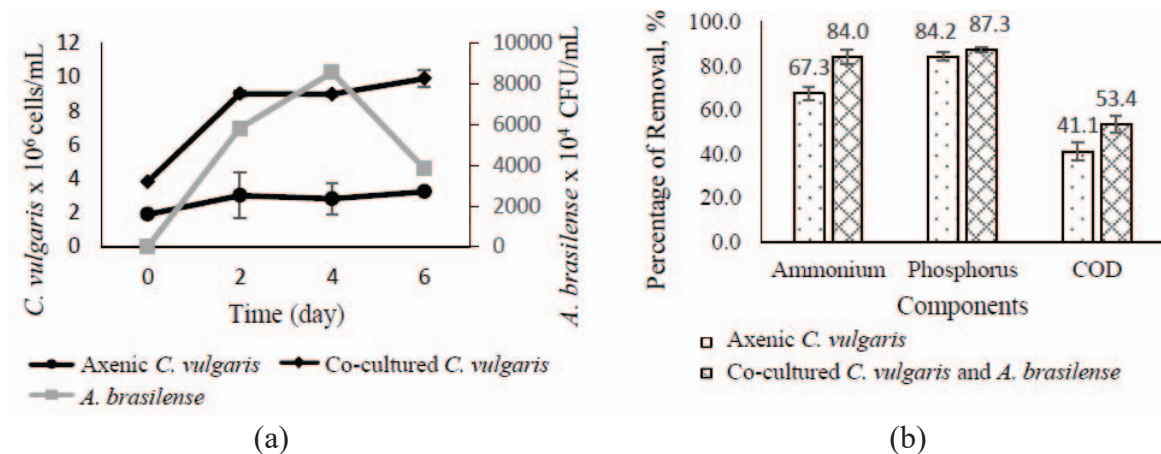 C. vulgaris x 10⁶ cells/mL
12
10
8
6
4
2
0
10000
8000
6000
4000
2000
0
A. brasilense x 10⁴ CFU/mL
0 2 4 6
Time (day)
Axenic C. vulgaris Co-cultured C. vulgaris
A. brasilense
(a)
Percentage of Removal, %
100.0
80.0
60.0
40.0
20.0
0.0
67.3 84.0 84.2 87.3 41.1 53.4
Ammonium Phosphorus COD
Components
Axenic C. vulgaris
Co-cultured C. vulgaris and A. brasilense
(b)